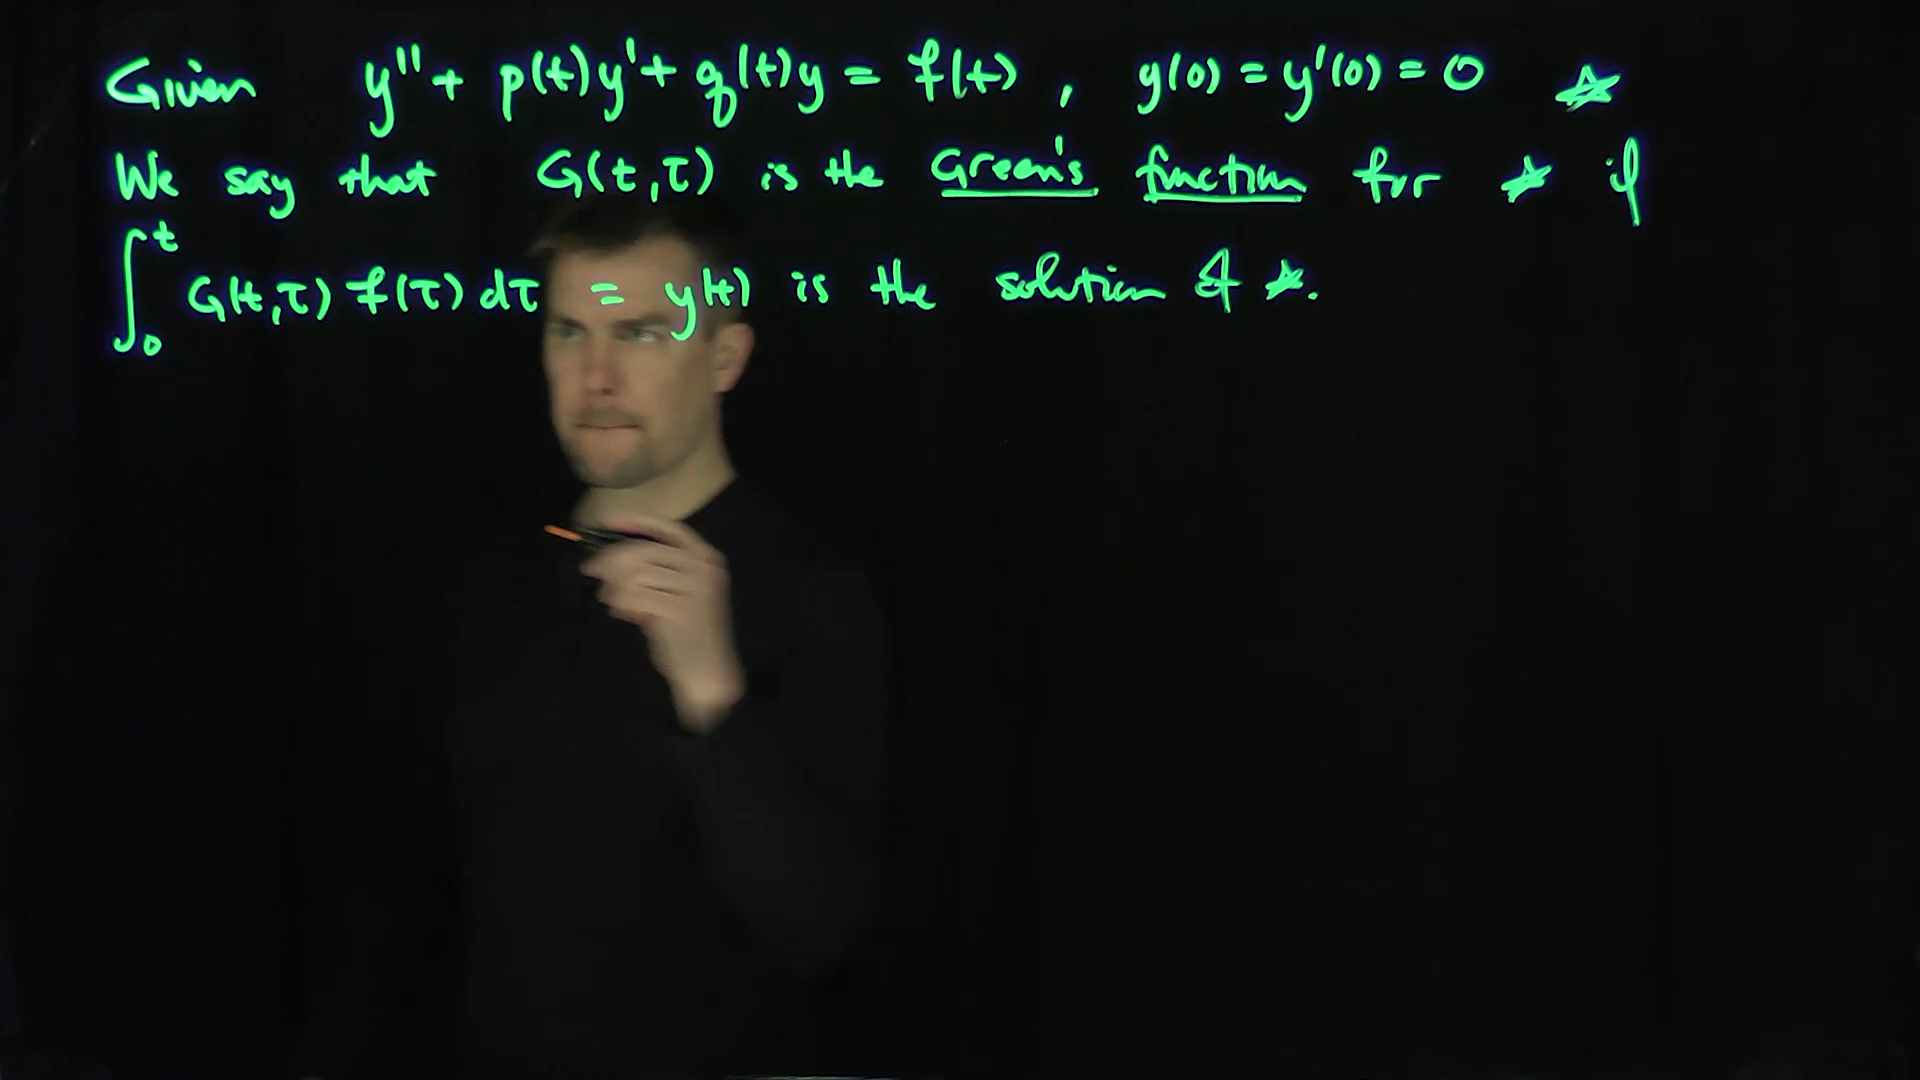 Given y'' + p(t)y' + q(t)y = f(t), y(0) = y'(0) = 0 ☆
We say that G(t,τ) is the Green's function for ☆ if
∫₀ᵗ G(t,τ) f(τ) dτ = y(t) is the solution of ☆.